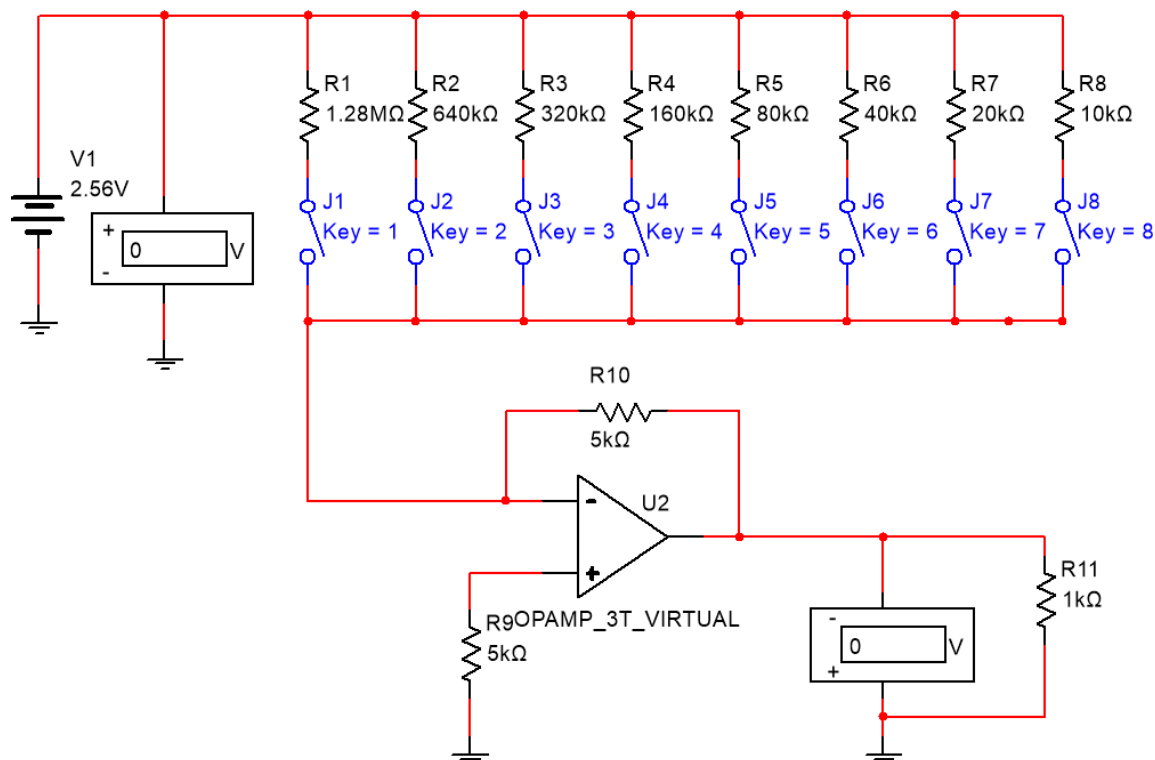 R1
1.28MΩ
R2
640kΩ
R3
320kΩ
R4
160kΩ
R5
80kΩ
R6
40kΩ
R7
20kΩ
R8
10kΩ
V1
2.56V
+
0
V
-
J1
Key = 1
J2
Key = 2
J3
Key = 3
J4
Key = 4
J5
Key = 5
J6
Key = 6
J7
Key = 7
J8
Key = 8
R10
5kΩ
-
U2
+
R9
5kΩ
OPAMP_3T_VIRTUAL
-
0
V
+
R11
1kΩ